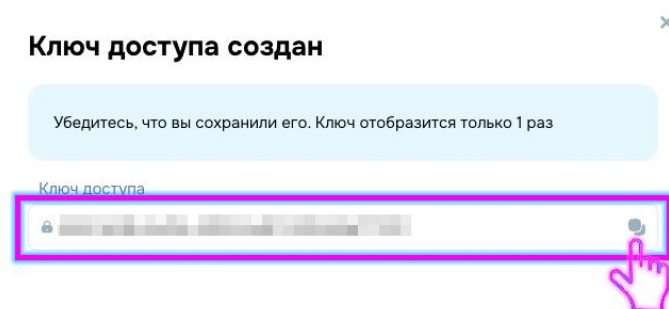 Ключ доступа создан
Убедитесь, что вы сохранили его. Ключ отобразится только 1 раз
Ключ доступа